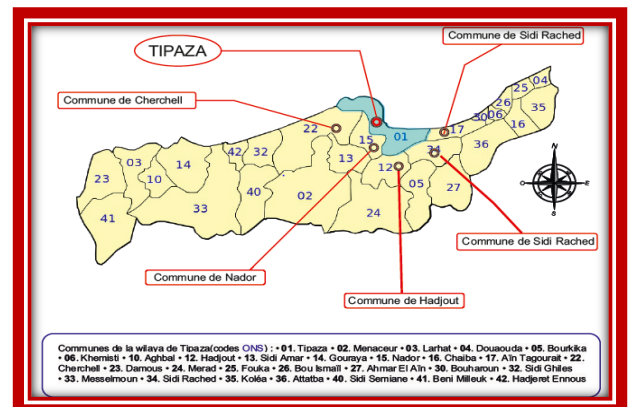 Commune de Sidi Rached
TIPAZA
Commune de Cherchell
04
25
26
35
30
06
16
22
17
01
15
36
42
32
34
03
14
13
12
23
10
05
27
40
02
33
24
41
N
O
E
S
Commune de Sidi Rached
Commune de Nador
Commune de Hadjout
Communes de la wilaya de Tipaza(codes ONS) : • 01. Tipaza • 02. Menaceur • 03. Larhat • 04. Douaouda • 05. Bourkika
• 06. Khemisti • 10. Aghbal • 12. Hadjout • 13. Sidi Amar • 14. Gouraya • 15. Nador • 16. Chaiba • 17. Aïn Tagourait • 22.
Cherchell • 23. Damous • 24. Merad • 25. Fouka • 26. Bou Ismaïl • 27. Ahmar El Aïn • 30. Bouharoun • 32. Sidi Ghiles
• 33. Messelmoun • 34. Sidi Rached • 35. Koléa • 36. Attatba • 40. Sidi Semiane • 41. Beni Milleuk • 42. Hadjeret Ennous